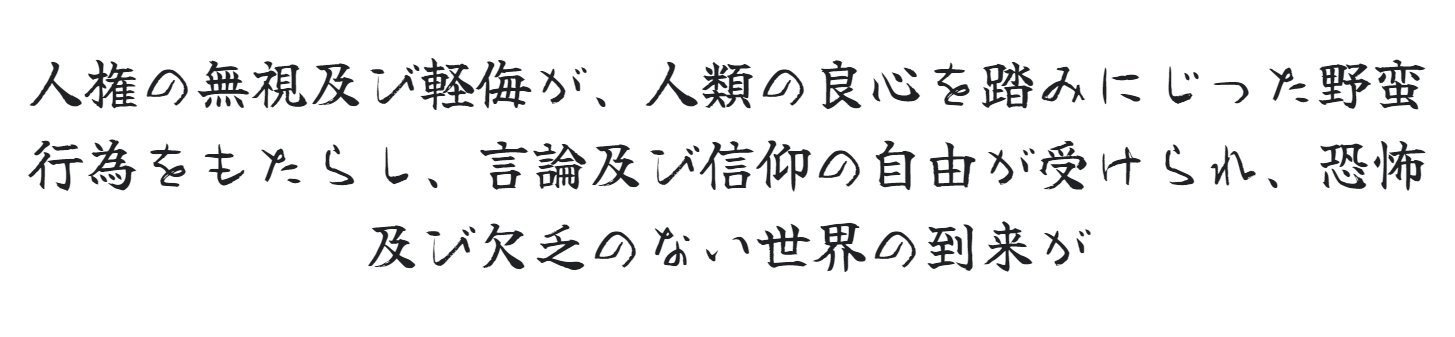 人権の無視及び軽侮が、人類の良心を踏みにじった野蛮
行為をもたらし、言論及び信仰の自由が受けられ、恐怖
及び欠乏のない世界の到来が